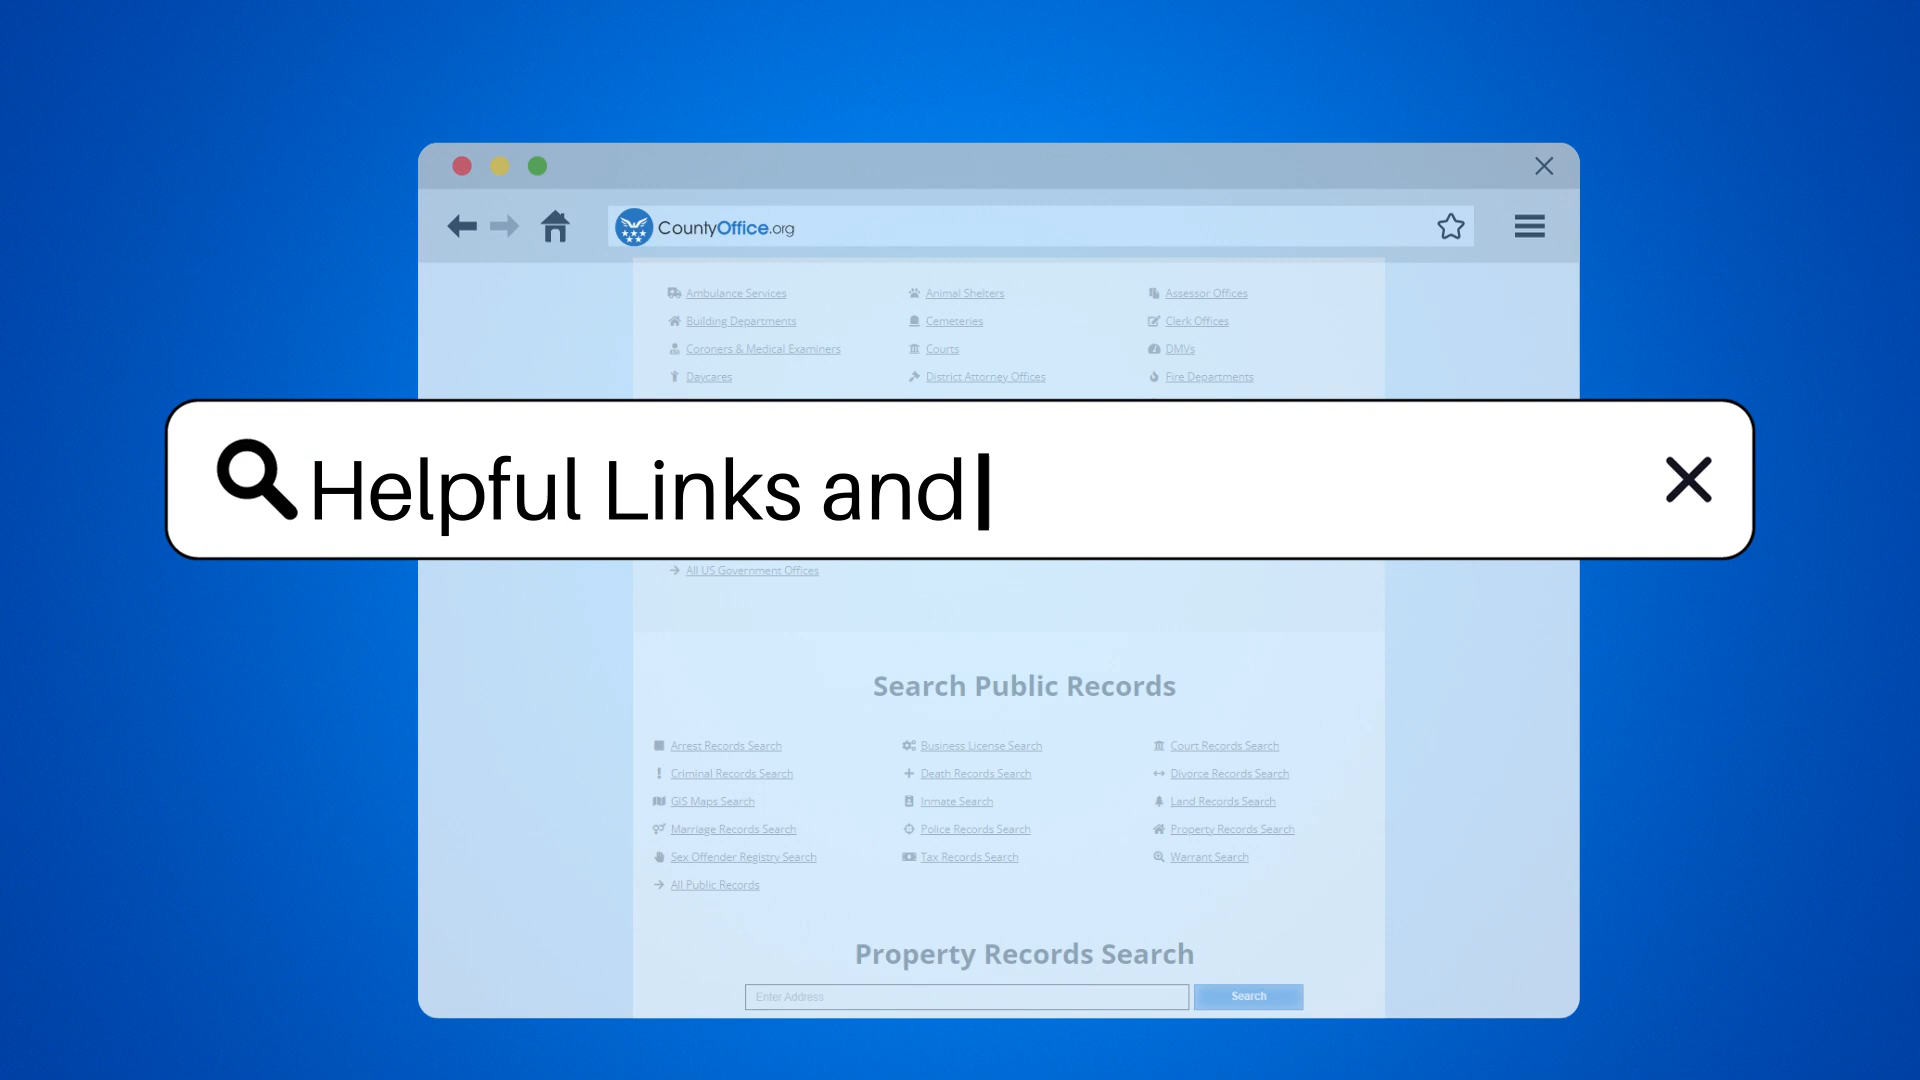 CountyOffice.org
Ambulance Services Animal Shelters Assessor Offices
Building Departments Cemeteries Clerk Offices
Coroners & Medical Examiners Courts DMVs
Daycares District Attorney Offices Fire Departments
Helpful Links and
All US Government Offices
Search Public Records
Arrest Records Search Business License Search Court Records Search
Criminal Records Search Death Records Search Divorce Records Search
GIS Maps Search Inmate Search Land Records Search
Marriage Records Search Police Records Search Property Records Search
Sex Offender Registry Search Tax Records Search Warrant Search
All Public Records
Property Records Search
Enter Address Search